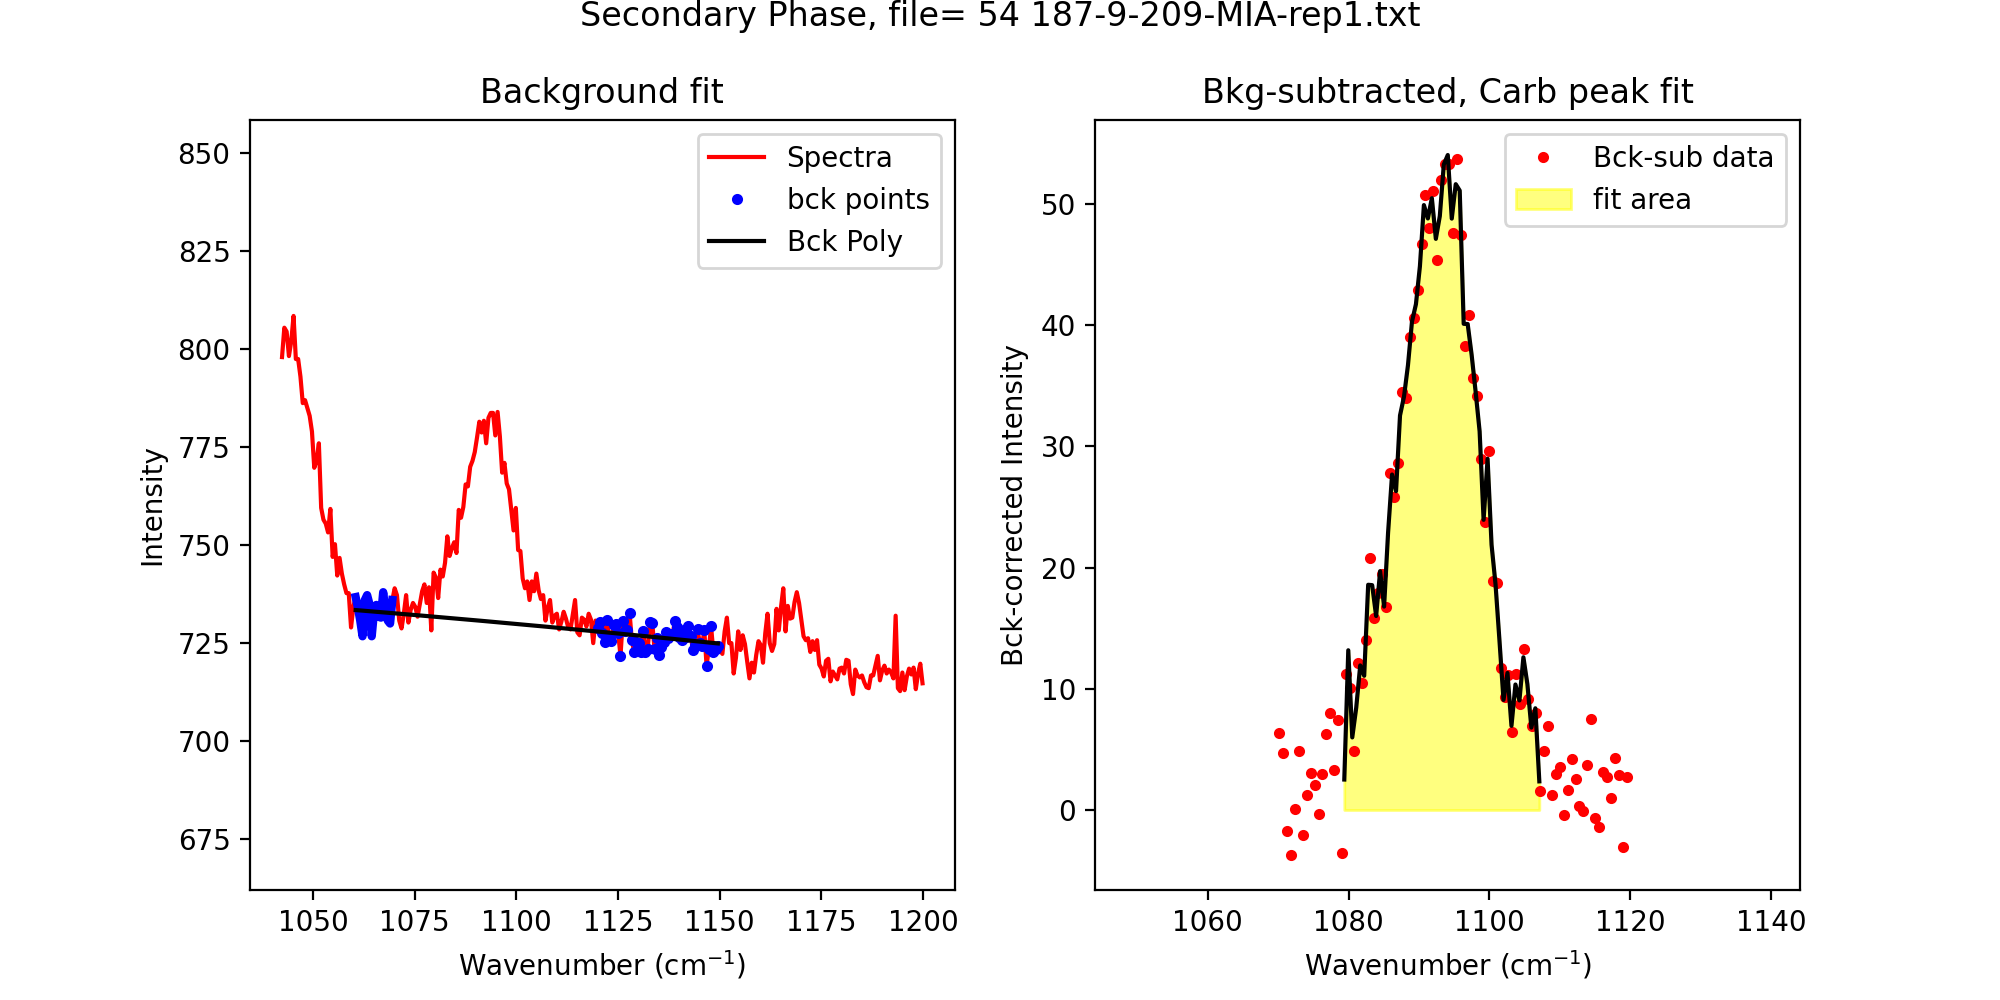 Secondary Phase, file= 54 187-9-209-MIA-rep1.txt
Background fit
Spectra
bck points
Bck Poly
Intensity
850
825
800
775
750
725
700
675
1050 1075 1100 1125 1150 1175 1200
Wavenumber (cm⁻¹)
Bkg-subtracted, Carb peak fit
Bck-sub data
fit area
Bck-corrected Intensity
50
40
30
20
10
0
1060 1080 1100 1120 1140
Wavenumber (cm⁻¹)